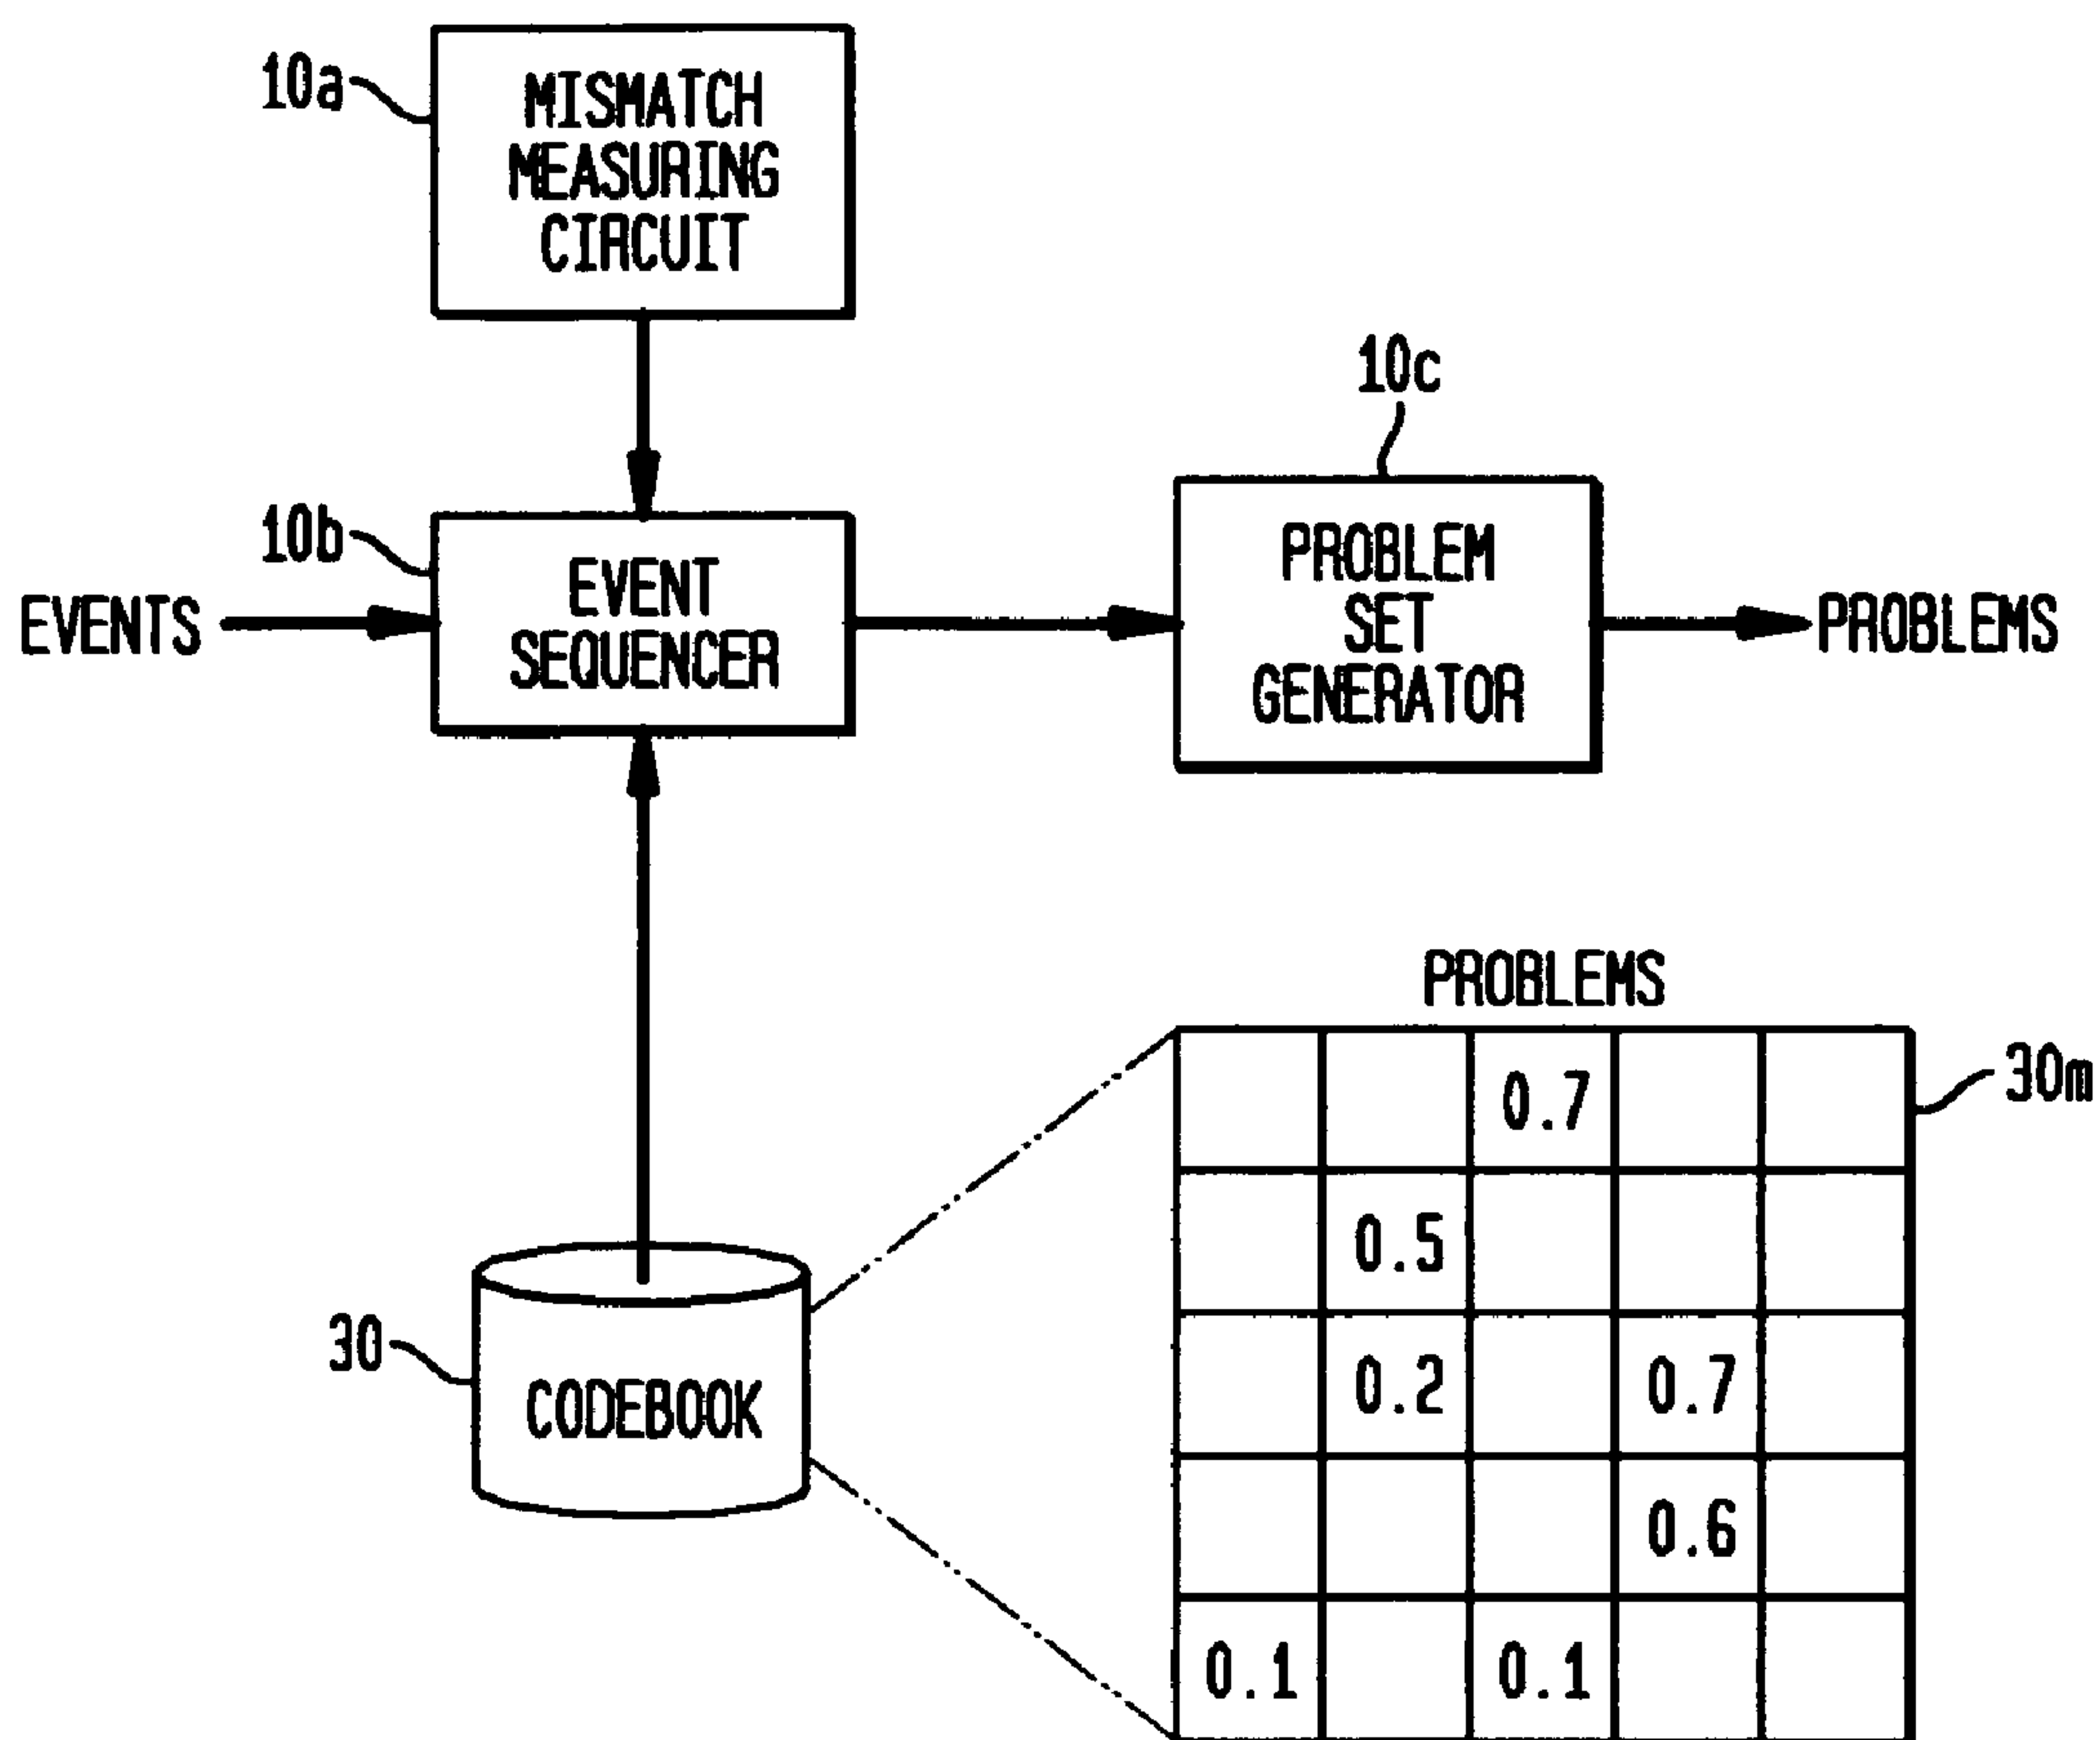 10a
MISMATCH
MEASURING
CIRCUIT
10c
10b
EVENTS
EVENT
SEQUENCER
PROBLEM
SET
GENERATOR
PROBLEMS
PROBLEMS
30m
0.7
0.5
0.2 0.7
0.6
0.1 0.1
30
CODEBOOK